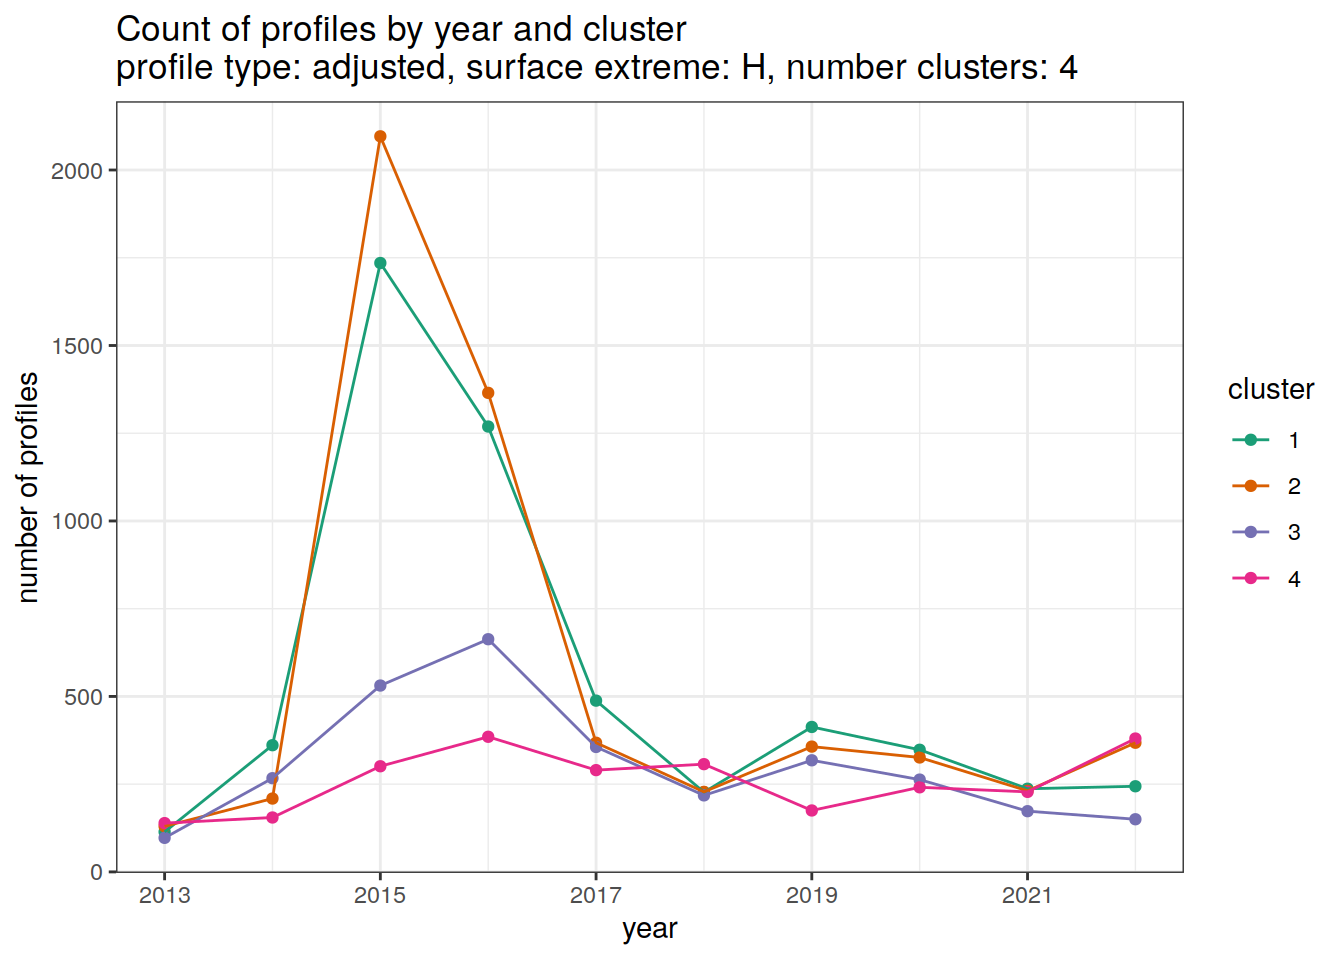 Count of profiles by year and cluster
profile type: adjusted, surface extreme: H, number clusters: 4
2000
1500
1000
500
0
number of profiles
2013
2015
2017
2019
2021
year
cluster
1
2
3
4